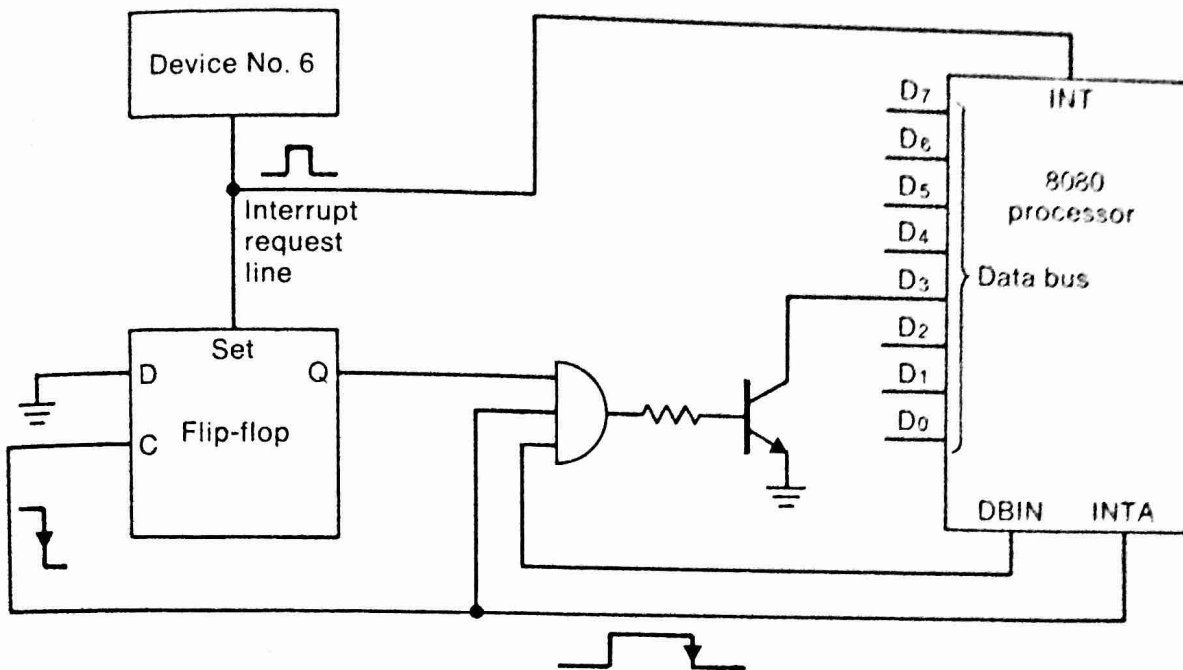 Device No. 6
Interrupt
request
line
Set
D
Q
Flip-flop
C
D7
D6
D5
D4
D3
D2
D1
D0
INT
8080
processor
Data bus
DBIN
INTA